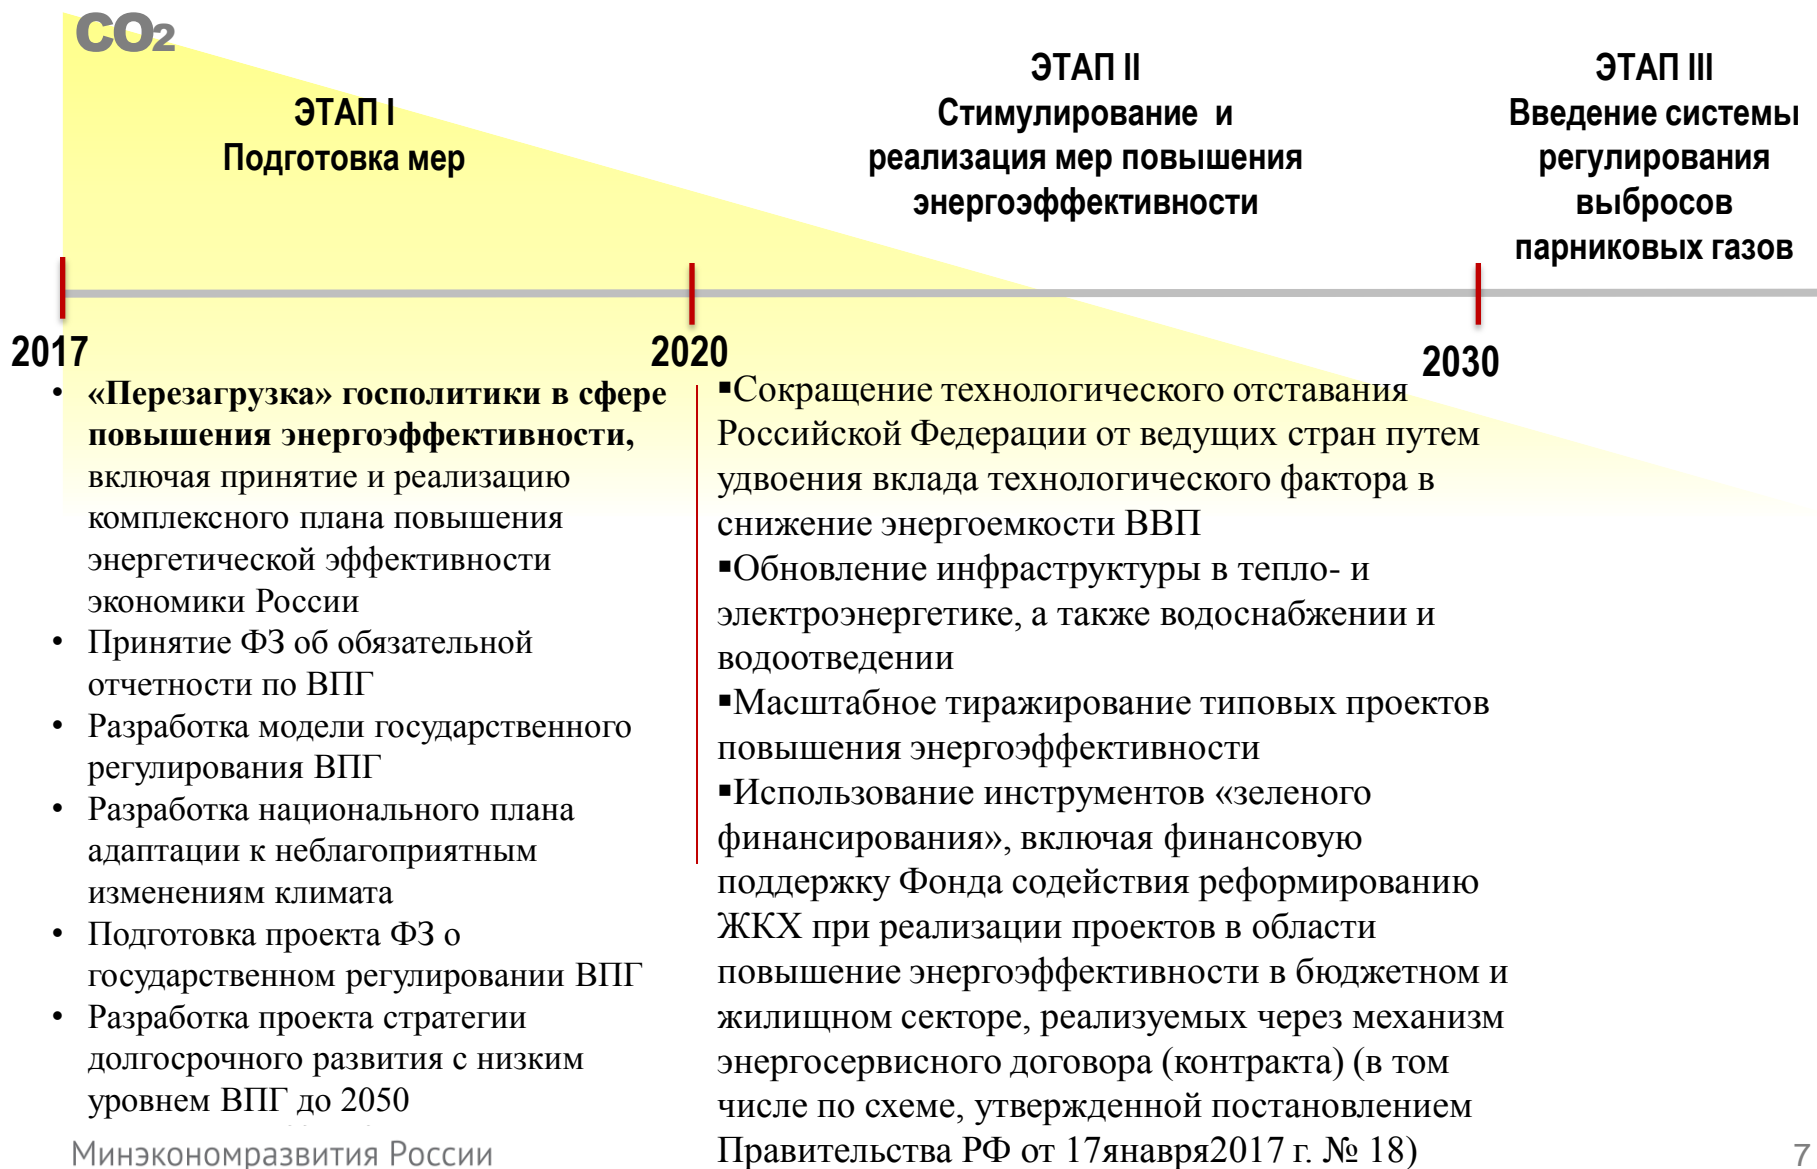 CO2
ЭТАП I
Подготовка мер
ЭТАП II
Стимулирование и
реализация мер повышения
энергоэффективности
ЭТАП III
Введение системы
регулирования
выбросов
парниковых газов
2017
2020
2030
• «Перезагрузка» госполитики в сфере
повышения энергоэффективности,
включая принятие и реализацию
комплексного плана повышения
энергетической эффективности
экономики России
• Принятие ФЗ об обязательной
отчетности по ВПГ
• Разработка модели государственного
регулирования ВПГ
• Разработка национального плана
адаптации к неблагоприятным
изменениям климата
• Подготовка проекта ФЗ о
государственном регулировании ВПГ
• Разработка проекта стратегии
долгосрочного развития с низким
уровнем ВПГ до 2050
▪Сокращение технологического отставания
Российской Федерации от ведущих стран путем
удвоения вклада технологического фактора в
снижение энергоемкости ВВП
▪Обновление инфраструктуры в тепло- и
электроэнергетике, а также водоснабжении и
водоотведении
▪Масштабное тиражирование типовых проектов
повышения энергоэффективности
▪Использование инструментов «зеленого
финансирования», включая финансовую
поддержку Фонда содействия реформированию
ЖКХ при реализации проектов в области
повышение энергоэффективности в бюджетном и
жилищном секторе, реализуемых через механизм
энергосервисного договора (контракта) (в том
числе по схеме, утвержденной постановлением
Правительства РФ от 17января2017 г. № 18)
Минэкономразвития России
7